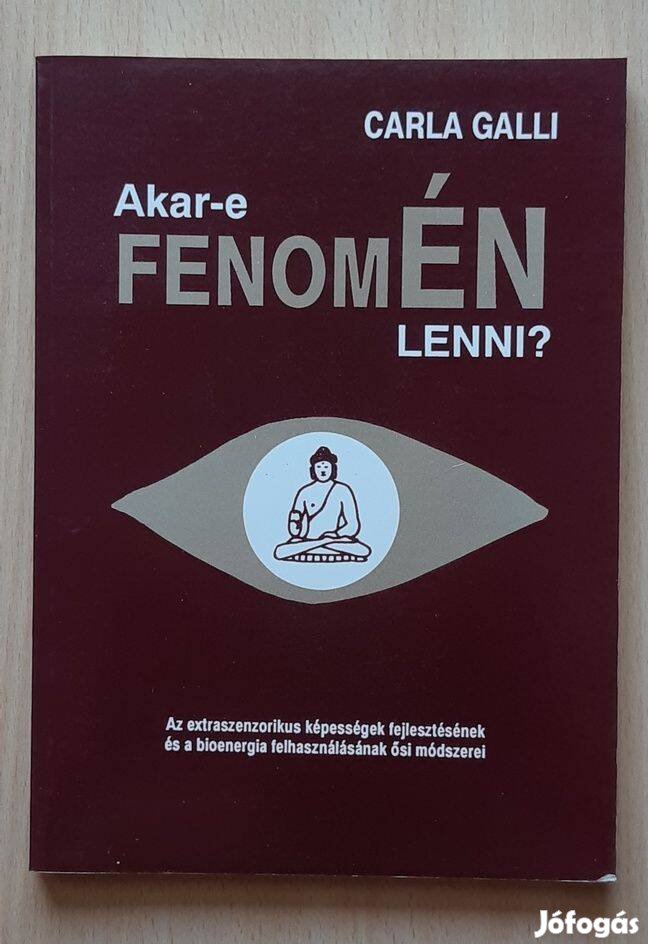 CARLA GALLI
Akar-e
FENOMÉN
LENNI?
Az extraszenzorikus képességek fejlesztésének
és a bioenergia felhasználásának ősi módszerei
Jófogás